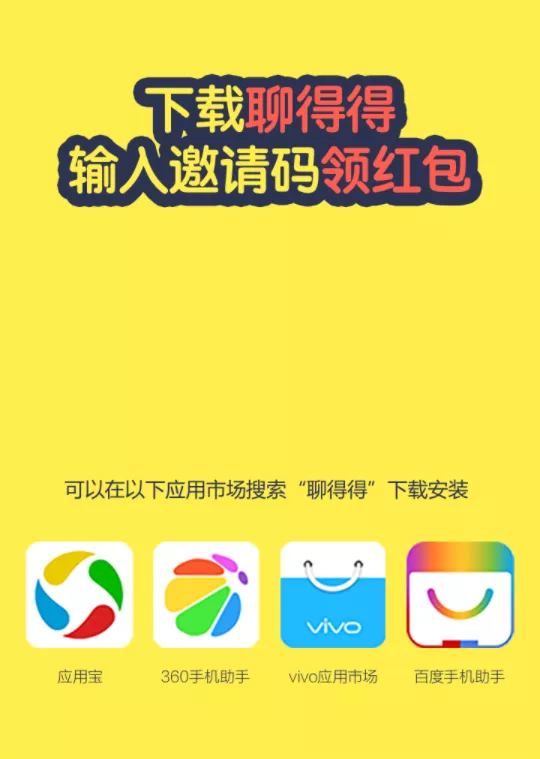 下载聊得得
输入邀请码领红包
可以在以下应用市场搜索“聊得得”下载安装
vivo
应用宝
360手机助手
vivo应用市场
百度手机助手